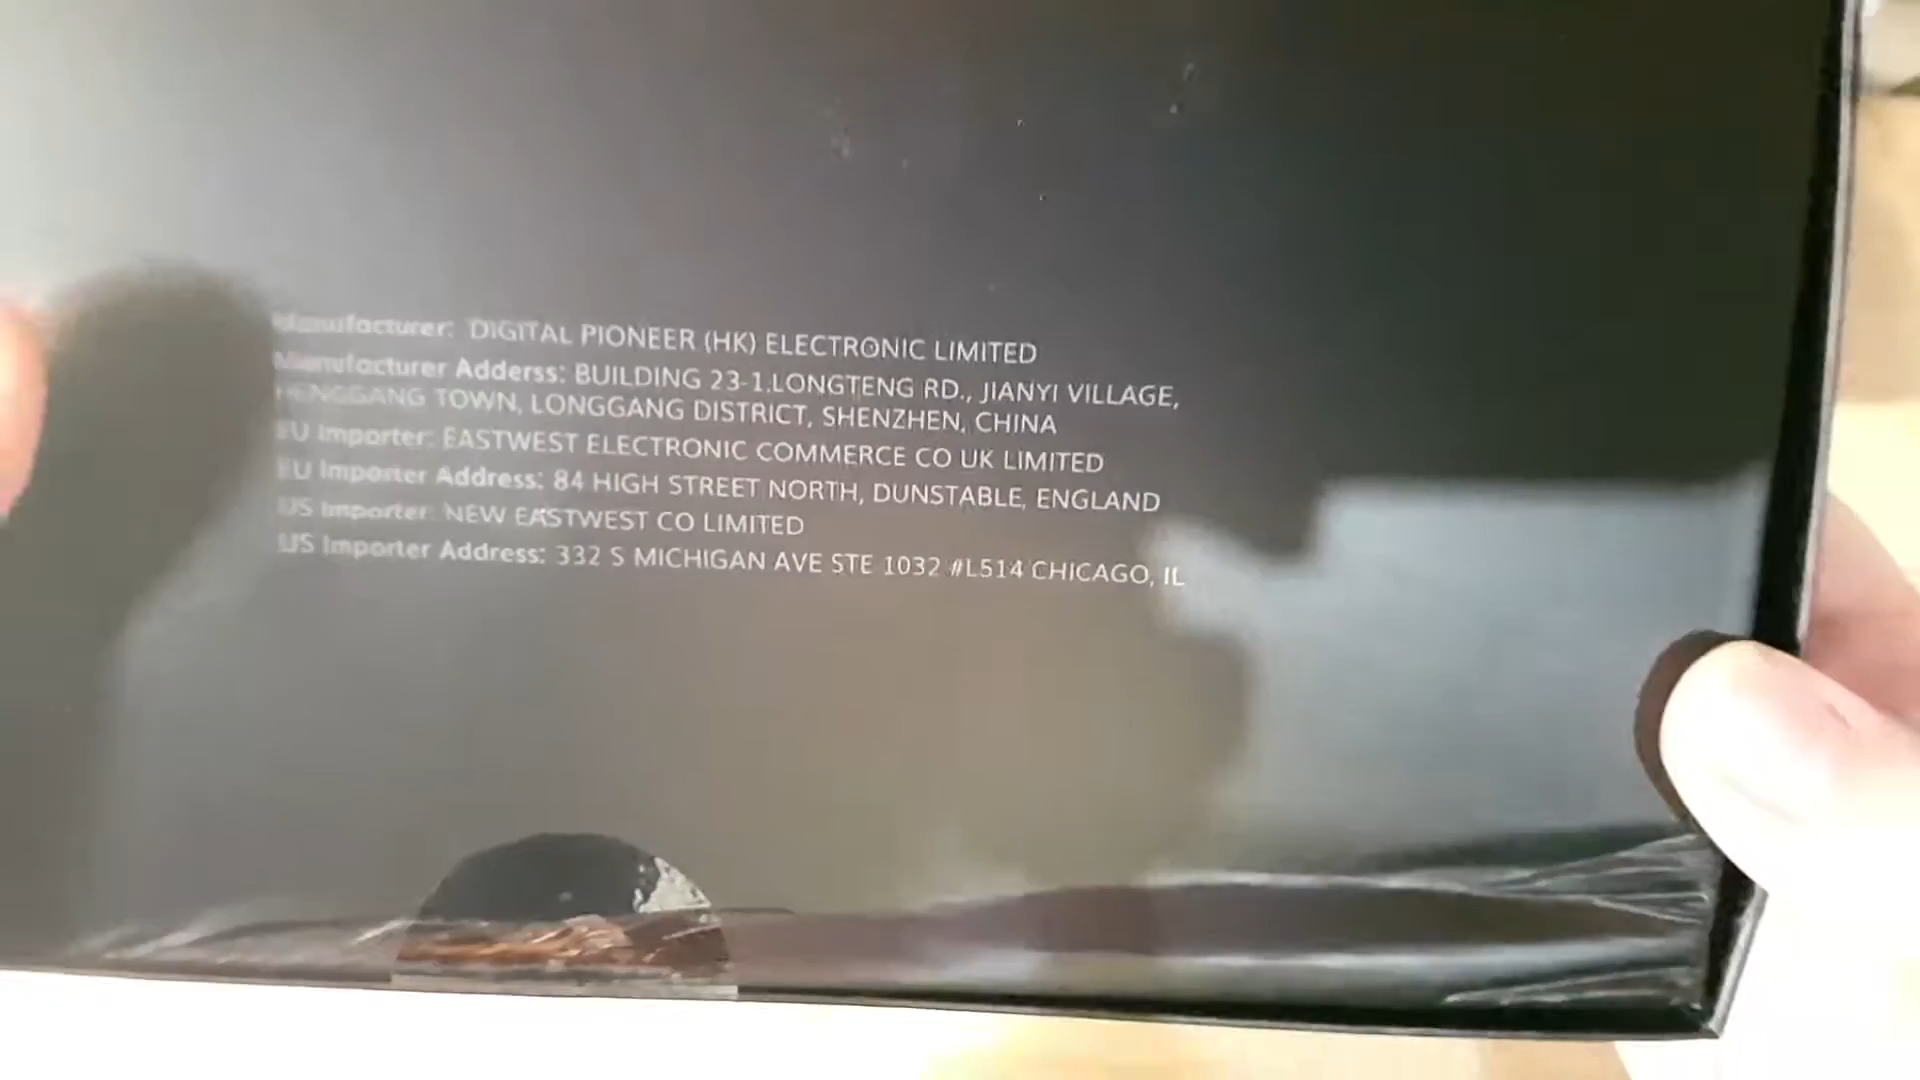 Manufacturer: DIGITAL PIONEER (HK) ELECTRONIC LIMITED
Manufacturer Adderss: BUILDING 23-1.LONGTENG RD., JIANYI VILLAGE,
HENGGANG TOWN, LONGGANG DISTRICT, SHENZHEN, CHINA
EU Importer: EASTWEST ELECTRONIC COMMERCE CO UK LIMITED
EU Importer Address: 84 HIGH STREET NORTH, DUNSTABLE, ENGLAND
US Importer: NEW EASTWEST CO LIMITED
US Importer Address: 332 S MICHIGAN AVE STE 1032 #L514 CHICAGO, IL